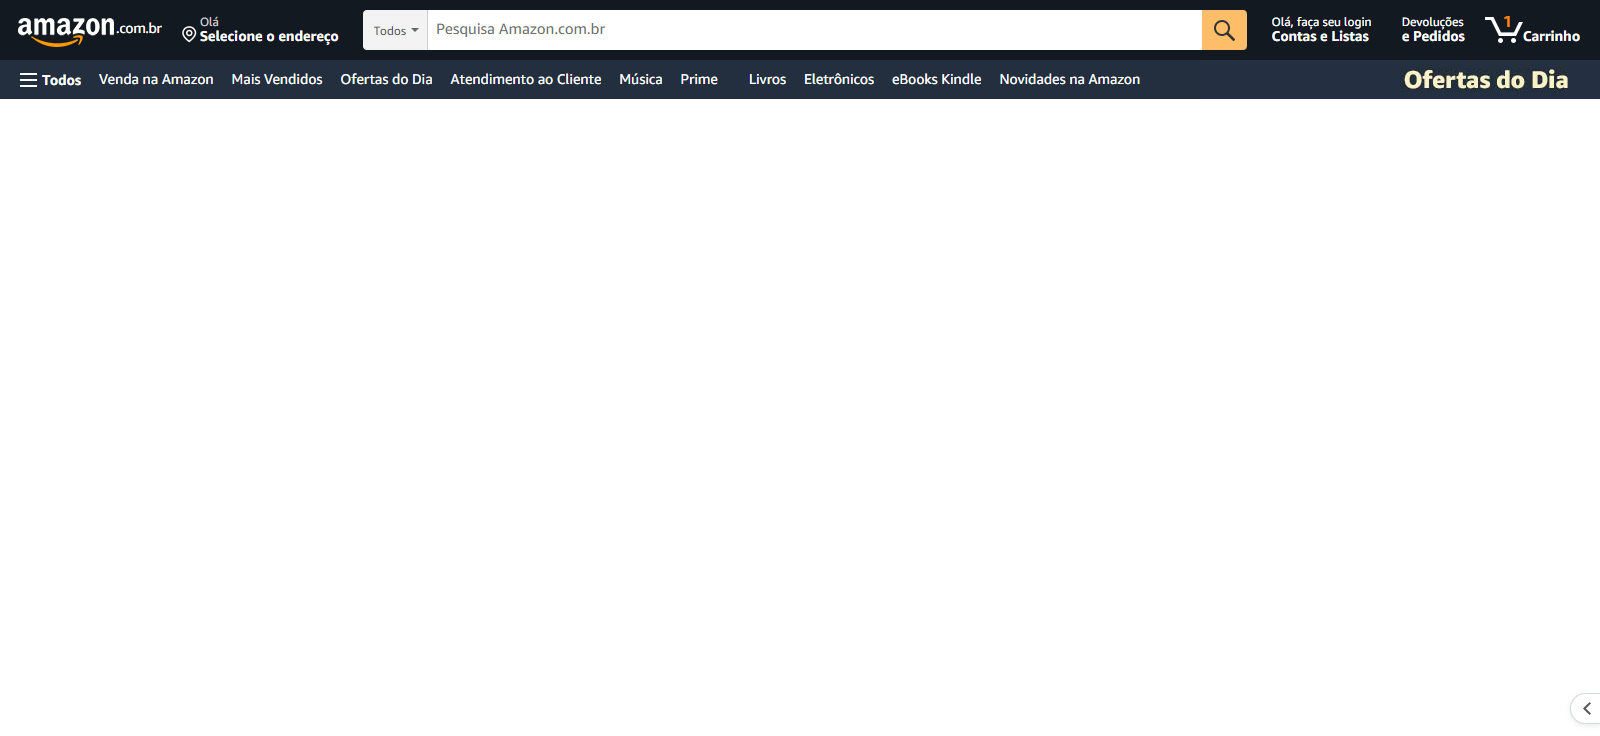 amazon.com.br
Olá
Selecione o endereço
Todos
Pesquisa Amazon.com.br
Olá, faça seu login
Contas e Listas
Devoluções
e Pedidos
1
Carrinho
Todos
Venda na Amazon
Mais Vendidos
Ofertas do Dia
Atendimento ao Cliente
Música
Prime
Livros
Eletrônicos
eBooks Kindle
Novidades na Amazon
Ofertas do Dia